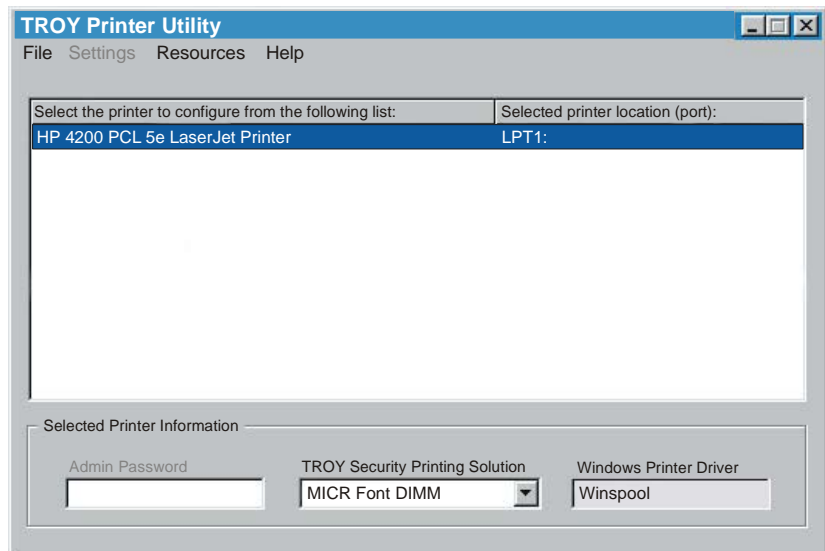 TROY Printer Utility
File Settings Resources Help
Select the printer to configure from the following list: Selected printer location (port):
HP 4200 PCL 5e LaserJet Printer LPT1:
Selected Printer Information
Admin Password TROY Security Printing Solution Windows Printer Driver
MICR Font DIMM Winspool